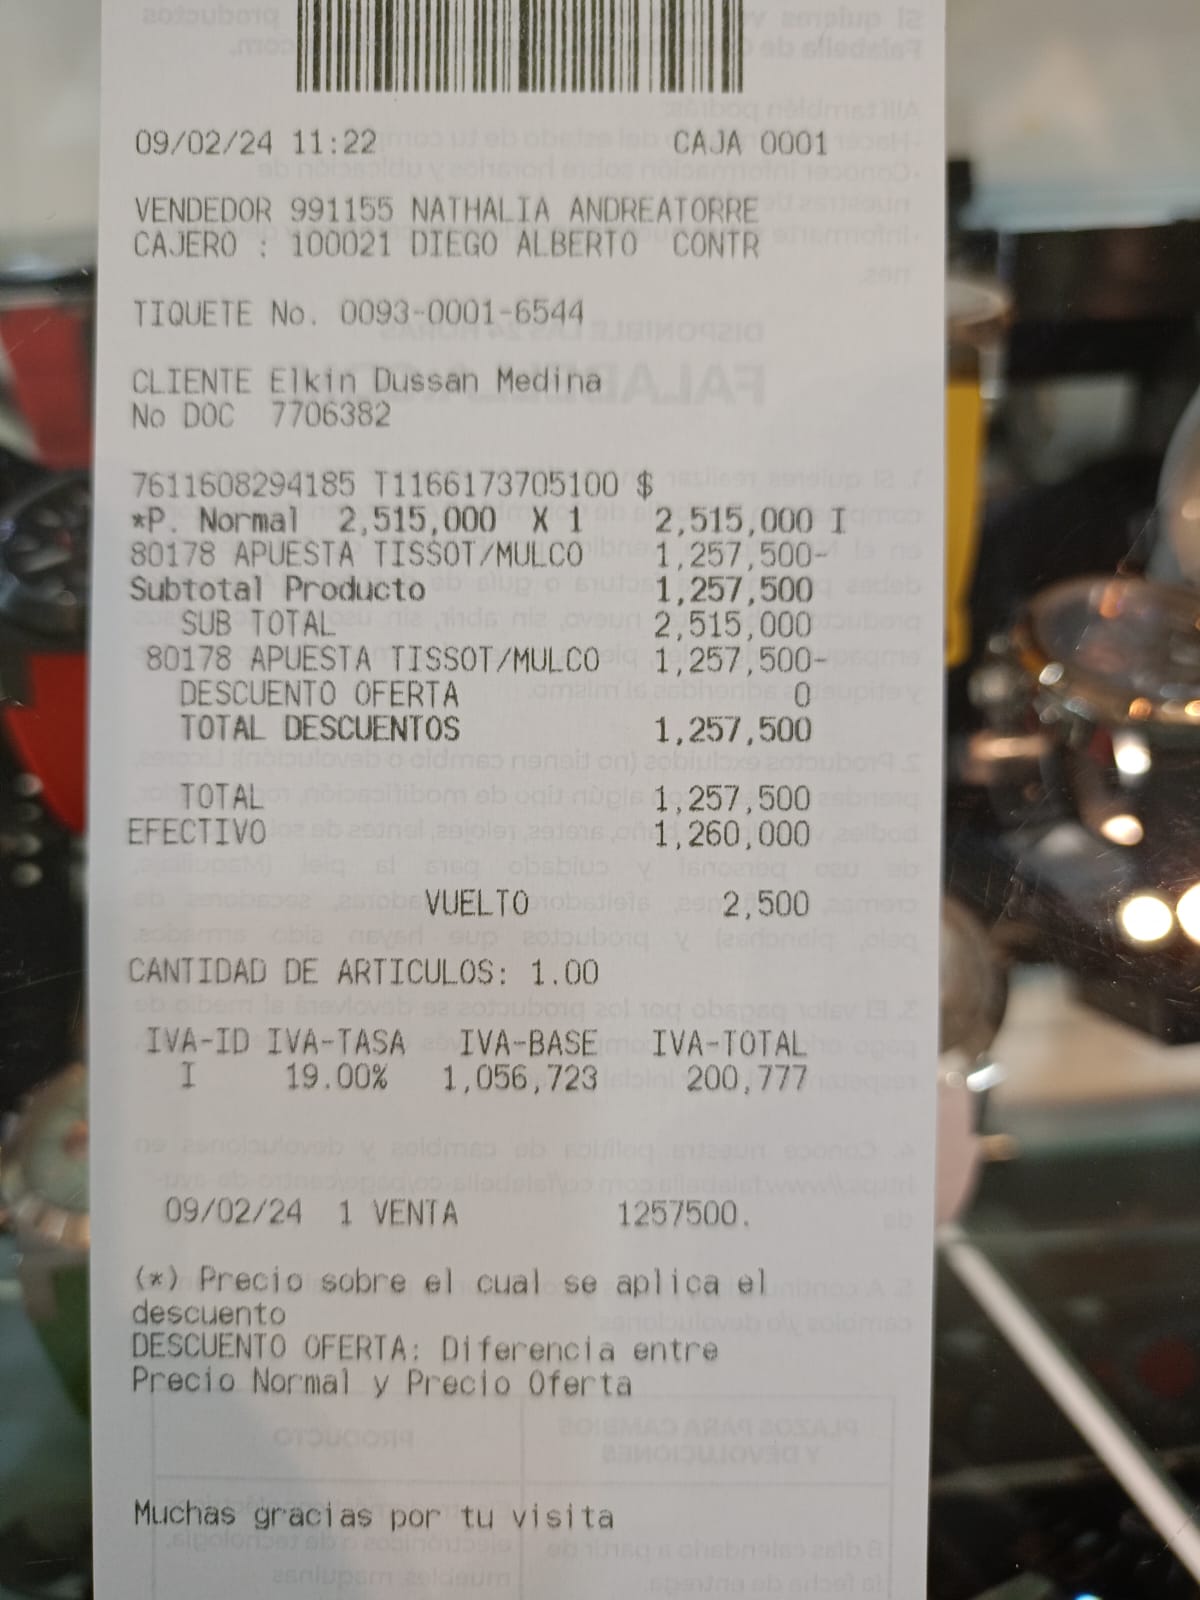 09/02/24 11:22 CAJA 0001
VENDEDOR 991155 NATHALIA ANDREATORRE
CAJERO : 100021 DIEGO ALBERTO CONTR
TIQUETE No. 0093-0001-6544
CLIENTE Elkin Dussan Medina
No DOC 7706382
7611608294185 T1166173705100 $
*P. Normal 2,515,000 X 1 2,515,000 I
80178 APUESTA TISSOT/MULCO 1,257,500-
Subtotal Producto 1,257,500
SUB TOTAL 2,515,000
80178 APUESTA TISSOT/MULCO 1,257,500-
DESCUENTO OFERTA 0
TOTAL DESCUENTOS 1,257,500
TOTAL 1,257,500
EFECTIVO 1,260,000
VUELTO 2,500
CANTIDAD DE ARTICULOS: 1.00
IVA-ID IVA-TASA IVA-BASE IVA-TOTAL
I 19.00% 1,056,723 200,777
09/02/24 1 VENTA 1257500.
(*) Precio sobre el cual se aplica el
descuento
DESCUENTO OFERTA: Diferencia entre
Precio Normal y Precio Oferta
Muchas gracias por tu visita